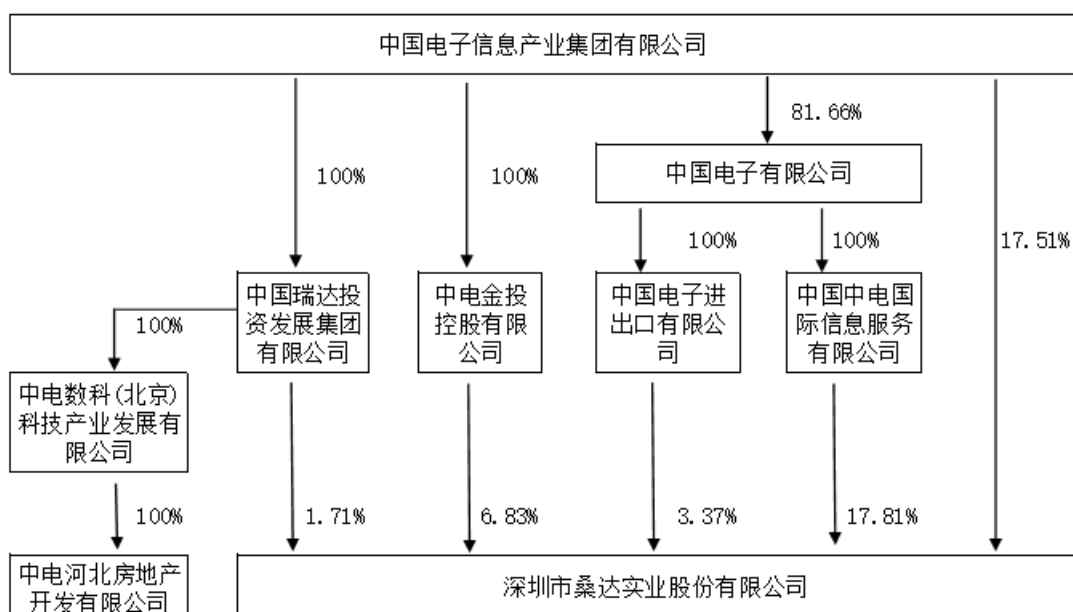 中国电子信息产业集团有限公司
81.66%
中国电子有限公司
100%
100%
100%
100%
17.51%
中国瑞达投
资发展集团
有限公司
中电金投
控股有限
公司
中国电子进
出口有限公
司
中国中电国
际信息服务
有限公司
100%
中电数科(北京)
科技产业发展有
限公司
100%
1.71%
6.83%
3.37%
17.81%
中电河北房地产
开发有限公司
深圳市桑达实业股份有限公司